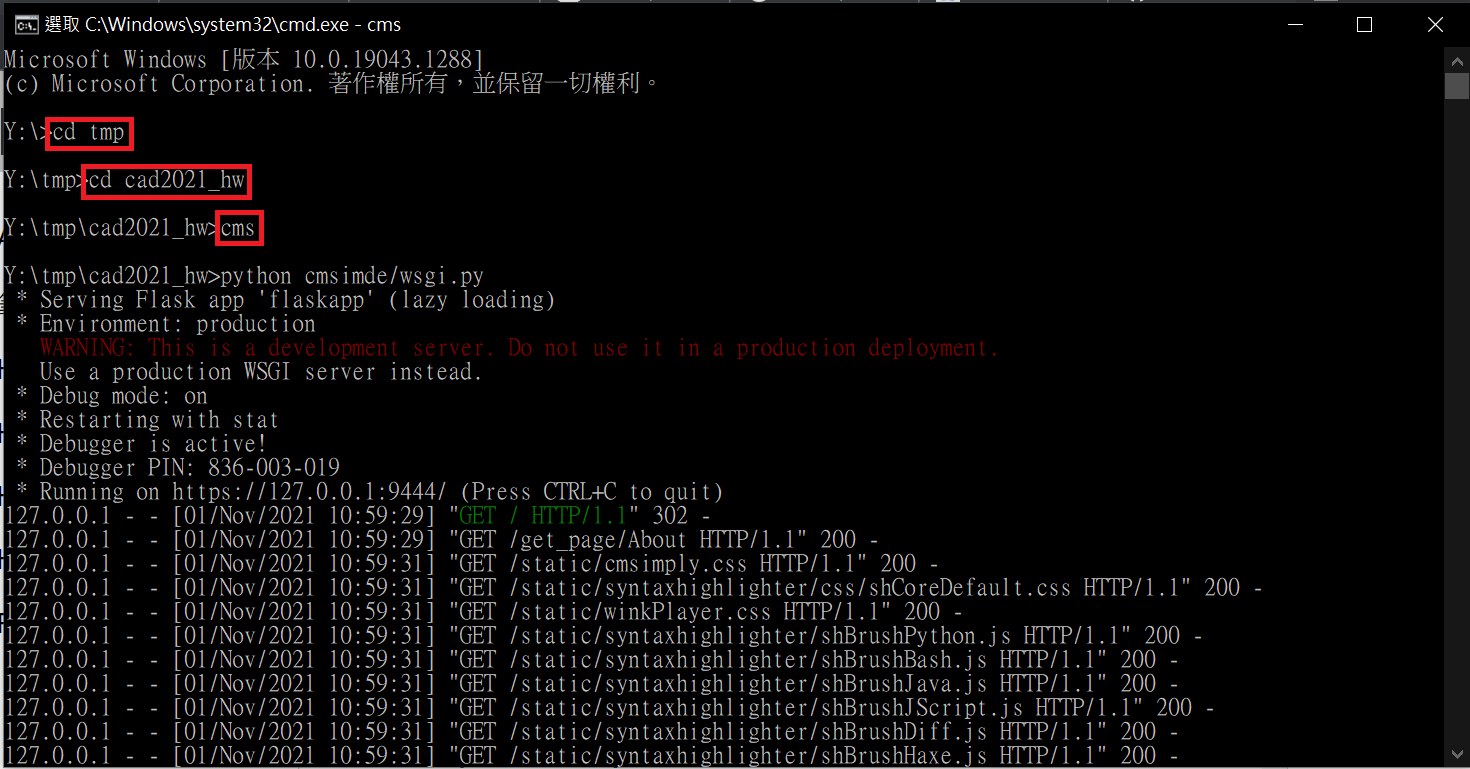 選取 C:\Windows\system32\cmd.exe - cms
Microsoft Windows [版本 10.0.19043.1288]
(c) Microsoft Corporation. 著作權所有，並保留一切權利。
Y:\>cd tmp
Y:\tmp>cd cad2021_hw
Y:\tmp\cad2021_hw>cms
Y:\tmp\cad2021_hw>python cmsimde/wsgi.py
 * Serving Flask app 'flaskapp' (lazy loading)
 * Environment: production
   WARNING: This is a development server. Do not use it in a production deployment.
   Use a production WSGI server instead.
 * Debug mode: on
 * Restarting with stat
 * Debugger is active!
 * Debugger PIN: 836-003-019
 * Running on https://127.0.0.1:9444/ (Press CTRL+C to quit)
127.0.0.1 - - [01/Nov/2021 10:59:29] "GET / HTTP/1.1" 302 -
127.0.0.1 - - [01/Nov/2021 10:59:29] "GET /get_page/About HTTP/1.1" 200 -
127.0.0.1 - - [01/Nov/2021 10:59:31] "GET /static/cmsimply.css HTTP/1.1" 200 -
127.0.0.1 - - [01/Nov/2021 10:59:31] "GET /static/syntaxhighlighter/css/shCoreDefault.css HTTP/1.1" 200 -
127.0.0.1 - - [01/Nov/2021 10:59:31] "GET /static/winkPlayer.css HTTP/1.1" 200 -
127.0.0.1 - - [01/Nov/2021 10:59:31] "GET /static/syntaxhighlighter/shBrushPython.js HTTP/1.1" 200 -
127.0.0.1 - - [01/Nov/2021 10:59:31] "GET /static/syntaxhighlighter/shBrushBash.js HTTP/1.1" 200 -
127.0.0.1 - - [01/Nov/2021 10:59:31] "GET /static/syntaxhighlighter/shBrushJava.js HTTP/1.1" 200 -
127.0.0.1 - - [01/Nov/2021 10:59:31] "GET /static/syntaxhighlighter/shBrushJScript.js HTTP/1.1" 200 -
127.0.0.1 - - [01/Nov/2021 10:59:31] "GET /static/syntaxhighlighter/shBrushDiff.js HTTP/1.1" 200 -
127.0.0.1 - - [01/Nov/2021 10:59:31] "GET /static/syntaxhighlighter/shBrushHaxe.js HTTP/1.1" 200 -